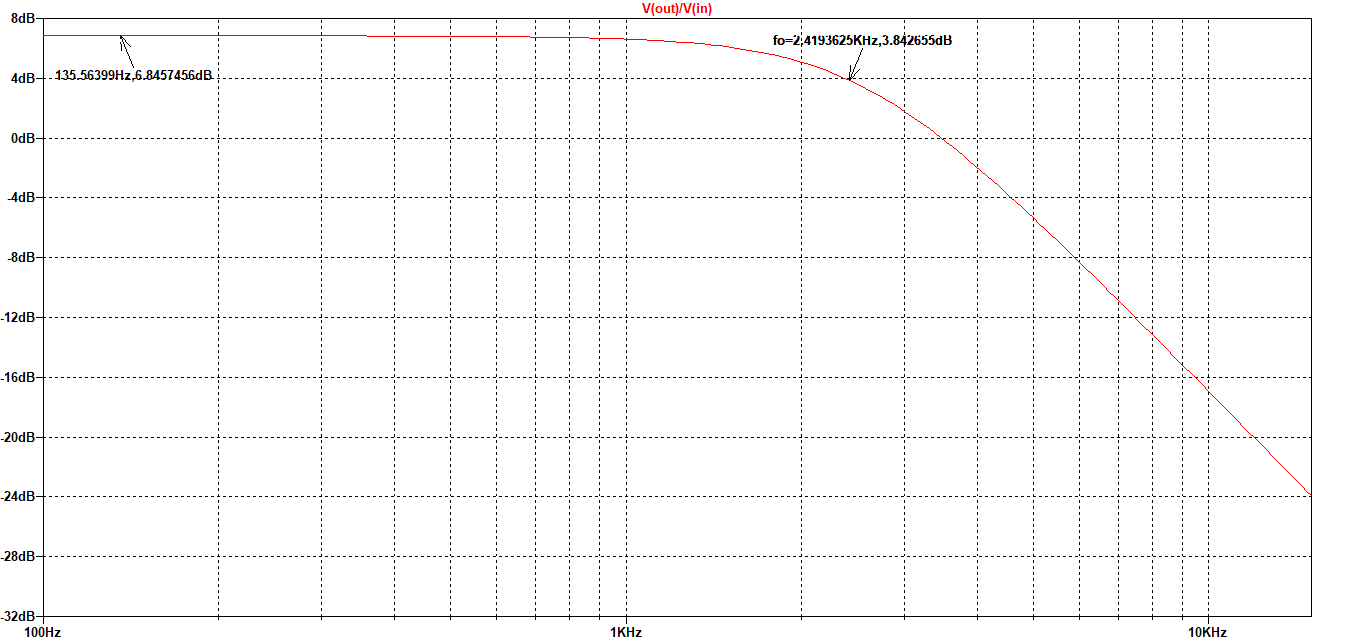 V(out)/V(in)
8dB
fo=2.4193625KHz,3.842655dB
135.56399Hz,6.8457456dB
4dB
0dB
-4dB
-8dB
-12dB
-16dB
-20dB
-24dB
-28dB
-32dB
100Hz 1KHz 10KHz